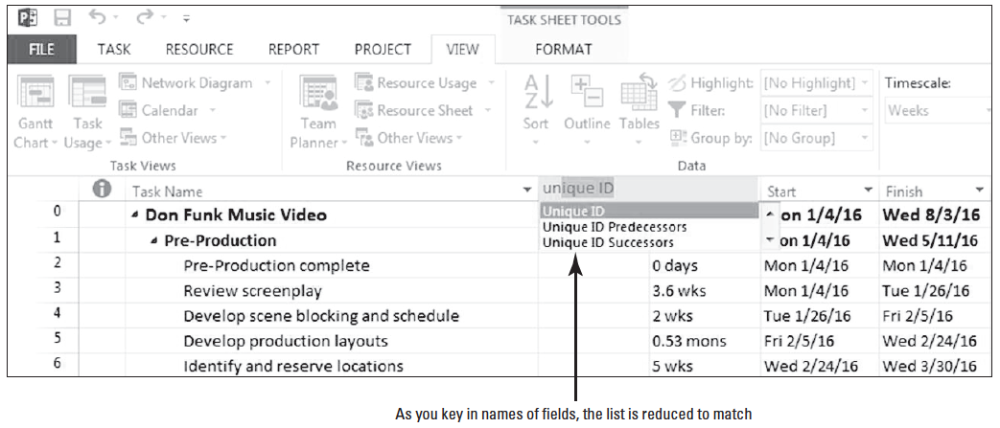 TASK SHEET TOOLS
FILE TASK RESOURCE REPORT PROJECT VIEW FORMAT
Gantt Chart
Task Usage
Network Diagram
Calendar
Other Views
Task Views
Team Planner
Resource Usage
Resource Sheet
Other Views
Resource Views
Sort
Outline
Tables
Highlight: [No Highlight]
Filter: [No Filter]
Group by: [No Group]
Data
Timescale:
Weeks
Task Name unique ID Start Finish
Unique ID
Unique ID Predecessors
Unique ID Successors
0 Don Funk Music Video on 1/4/16 Wed 8/3/16
1 Pre-Production on 1/4/16 Wed 5/11/16
2 Pre-Production complete 0 days Mon 1/4/16 Mon 1/4/16
3 Review screenplay 3.6 wks Mon 1/4/16 Tue 1/26/16
4 Develop scene blocking and schedule 2 wks Tue 1/26/16 Fri 2/5/16
5 Develop production layouts 0.53 mons Fri 2/5/16 Wed 2/24/16
6 Identify and reserve locations 5 wks Wed 2/24/16 Wed 3/30/16
As you key in names of fields, the list is reduced to match